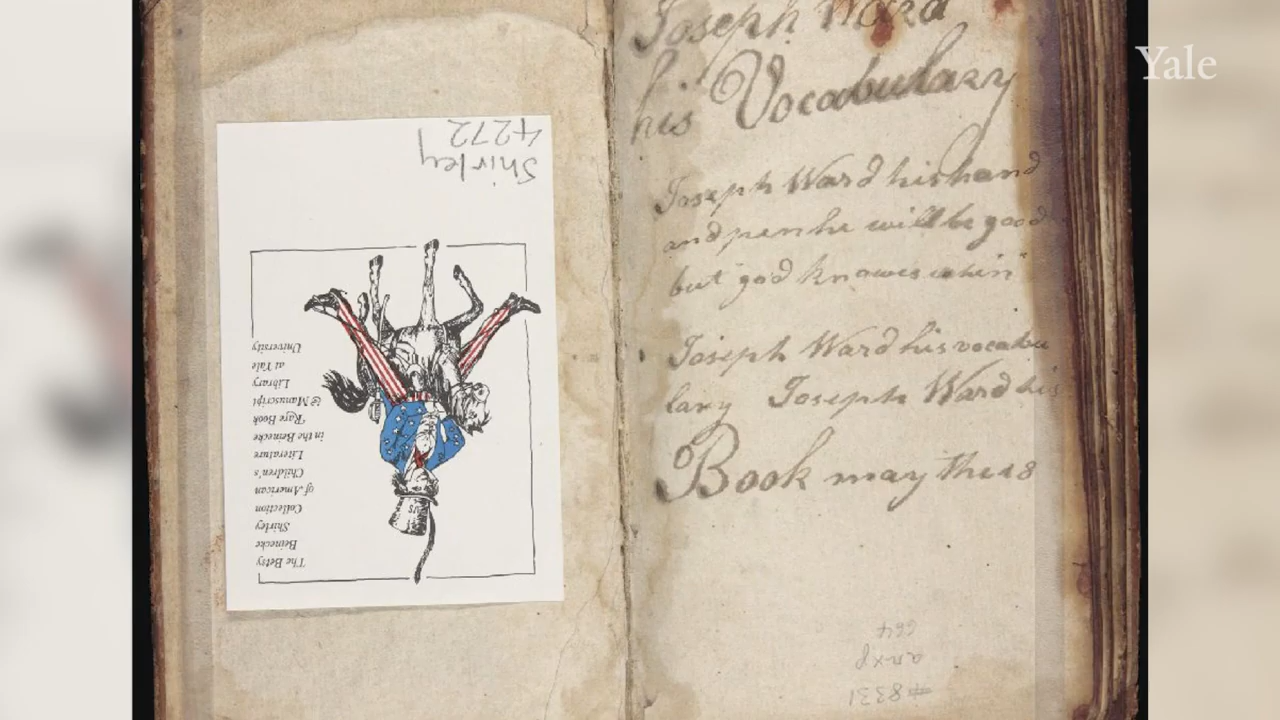 Yale
Shirley
4272
The Betsy
Beinecke
Shirley
Collection
of American
Children's
Literature
in the Beinecke
Rare Book
& Manuscript
Library
at Yale
University
Joseph Ward
his Vocabulary
Joseph Ward his hand
and pen he will be good
but god knowes when
Joseph Ward his vocabu
lary Joseph Ward his
Book may the 18
#8331
664